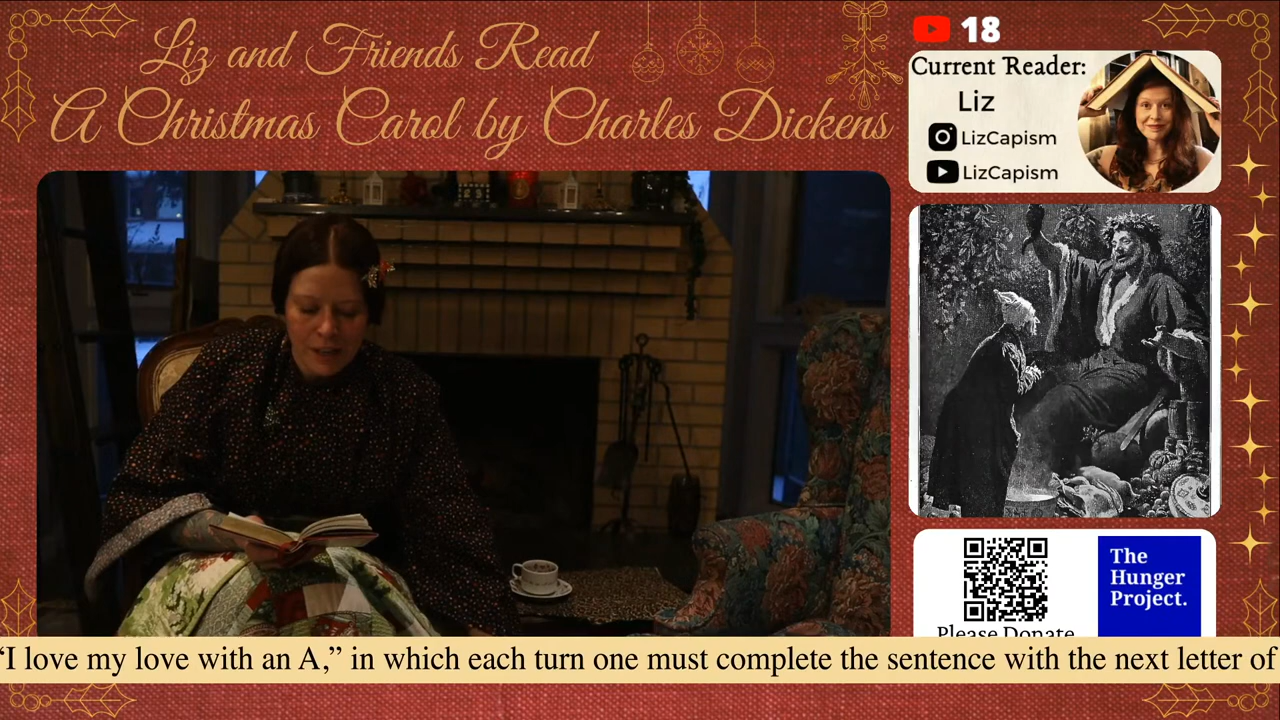 Liz and Friends Read
A Christmas Carol by Charles Dickens
18
Current Reader:
Liz
LizCapism
LizCapism
The
Hunger
Project.
Please Donate
“I love my love with an A,” in which each turn one must complete the sentence with the next letter of